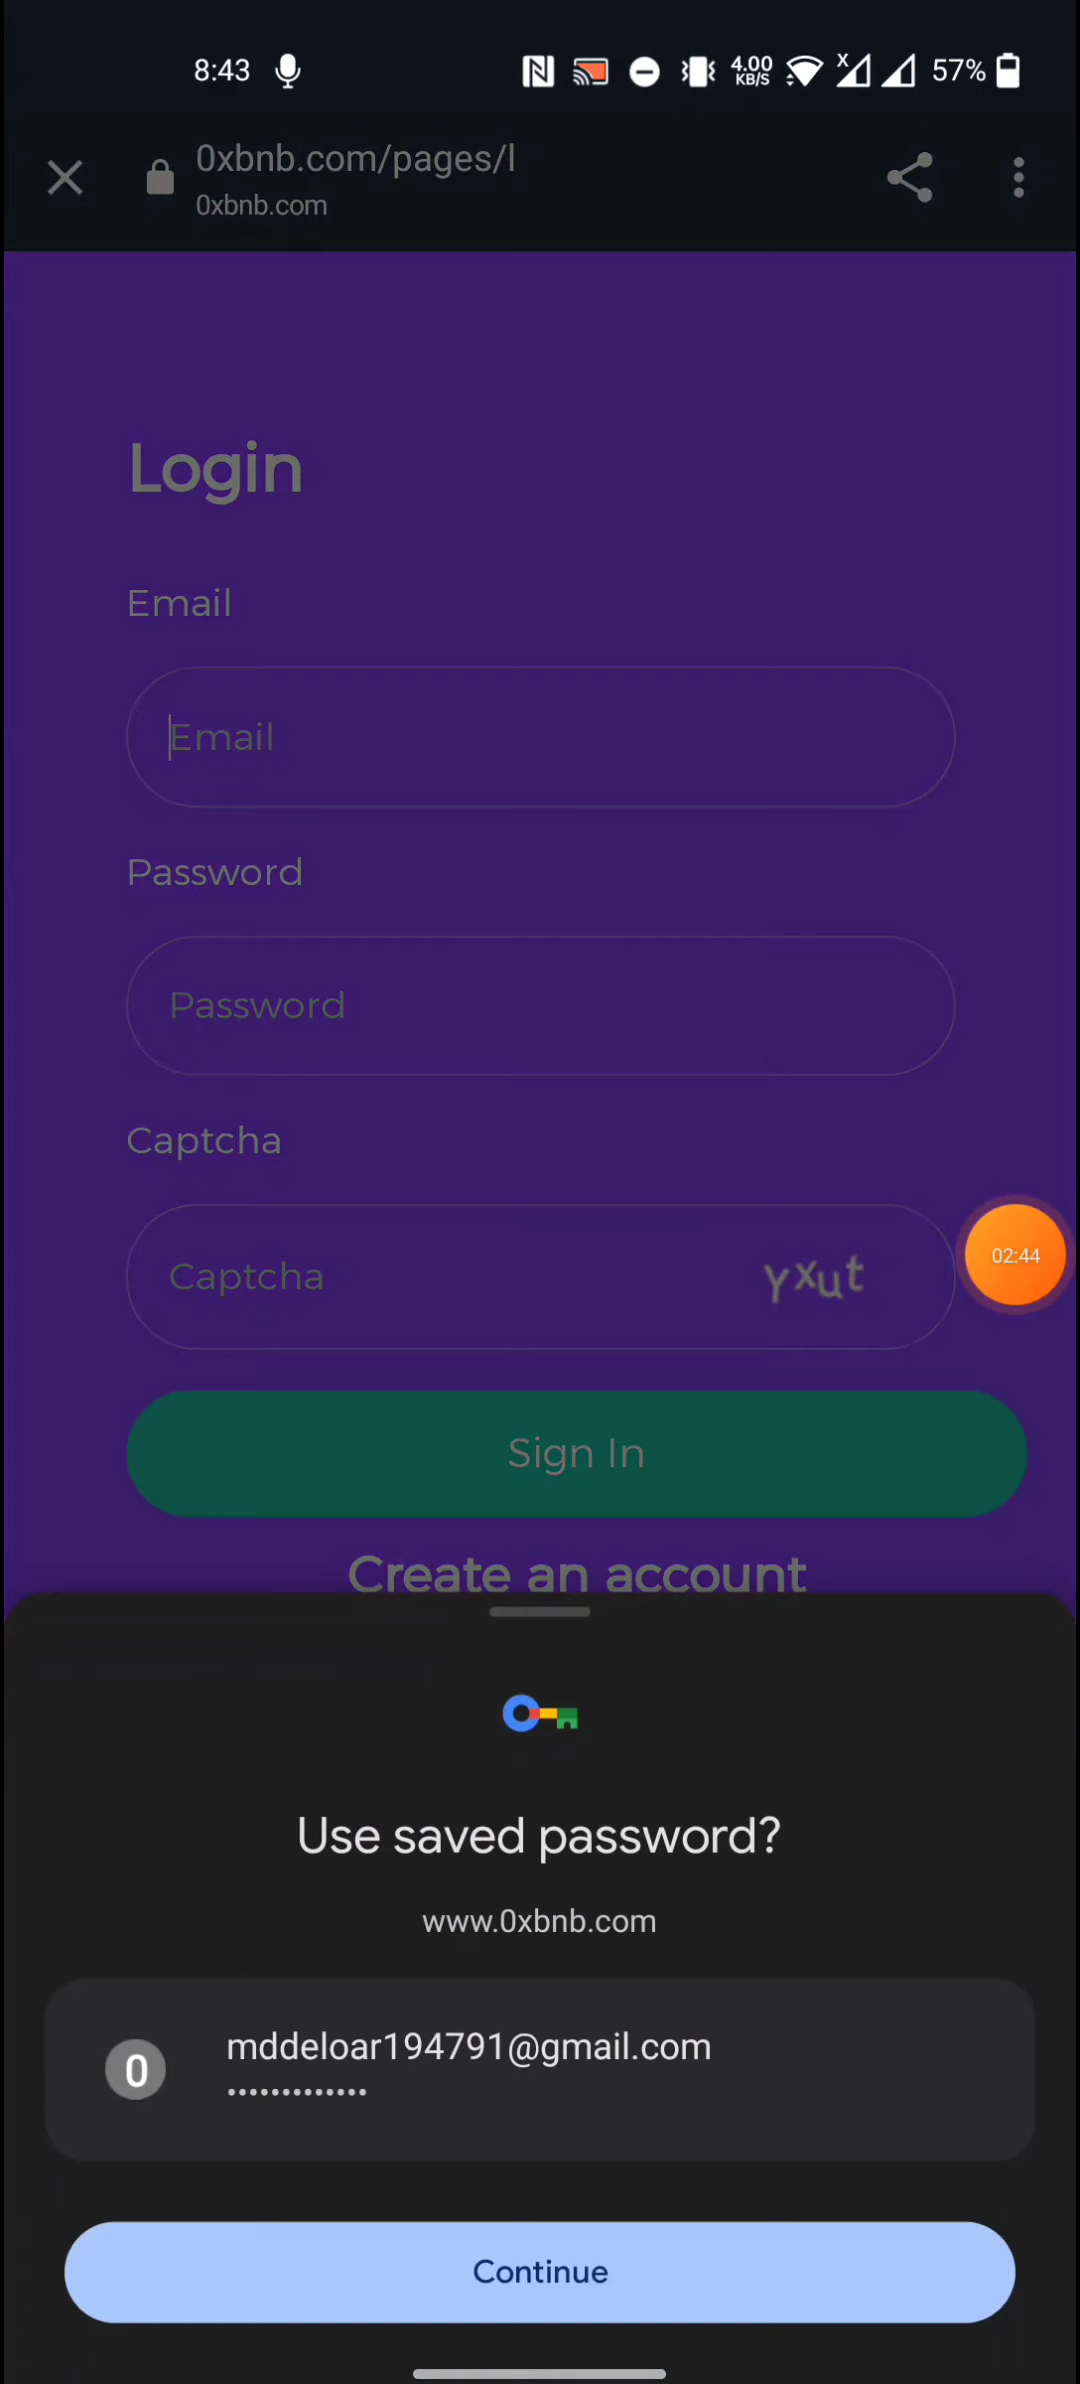 8:43
4.00
KB/S
57%
0xbnb.com/pages/l
0xbnb.com
Login
Email
Email
Password
Password
Captcha
Captcha
yxut
02:44
Sign In
Create an account
Use saved password?
www.0xbnb.com
0
mddeloar194791@gmail.com
•••••••••••••
Continue